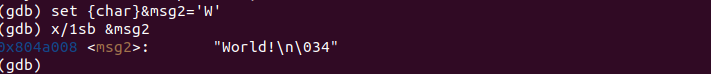 (gdb) set {char}&msg2='W'
(gdb) x/1sb &msg2
0x804a008 <msg2>: "World!\n\034"
(gdb)